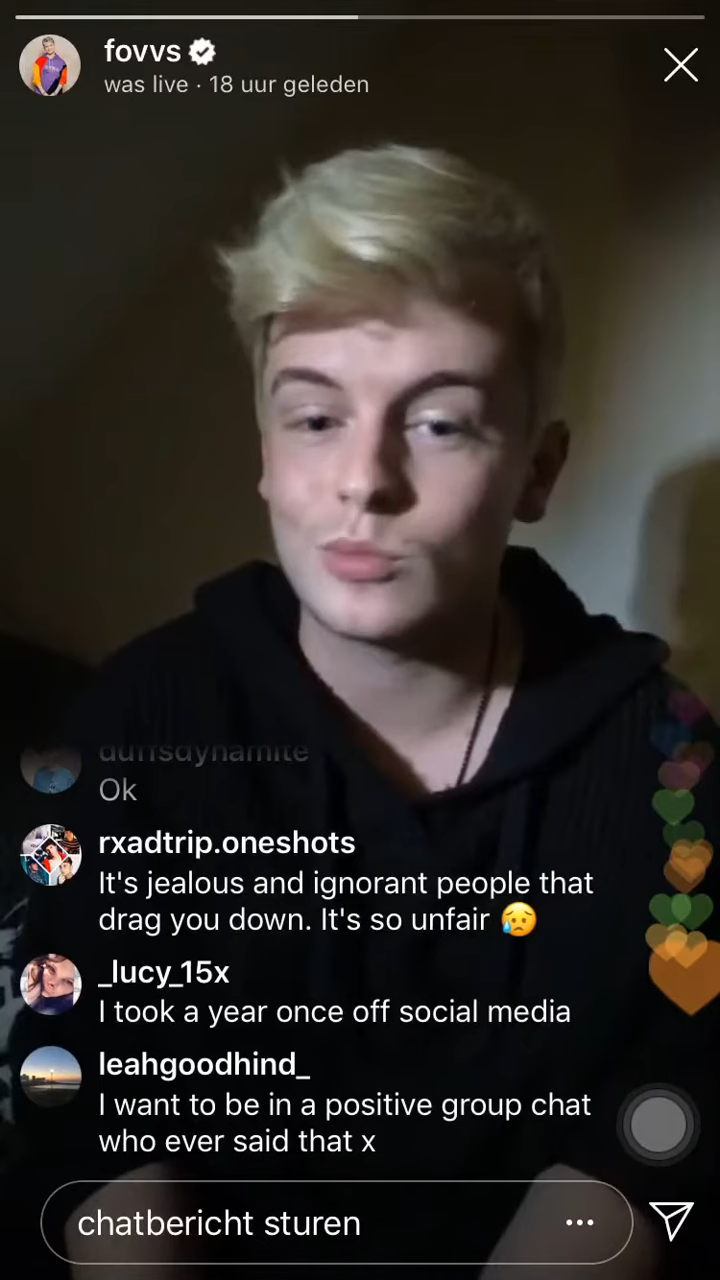 fovvs
was live · 18 uur geleden
duffsdynamite
Ok
rxadtrip.oneshots
It's jealous and ignorant people that
drag you down. It's so unfair 😥
_lucy_15x
I took a year once off social media
leahgoodhind_
I want to be in a positive group chat
who ever said that x
chatbericht sturen